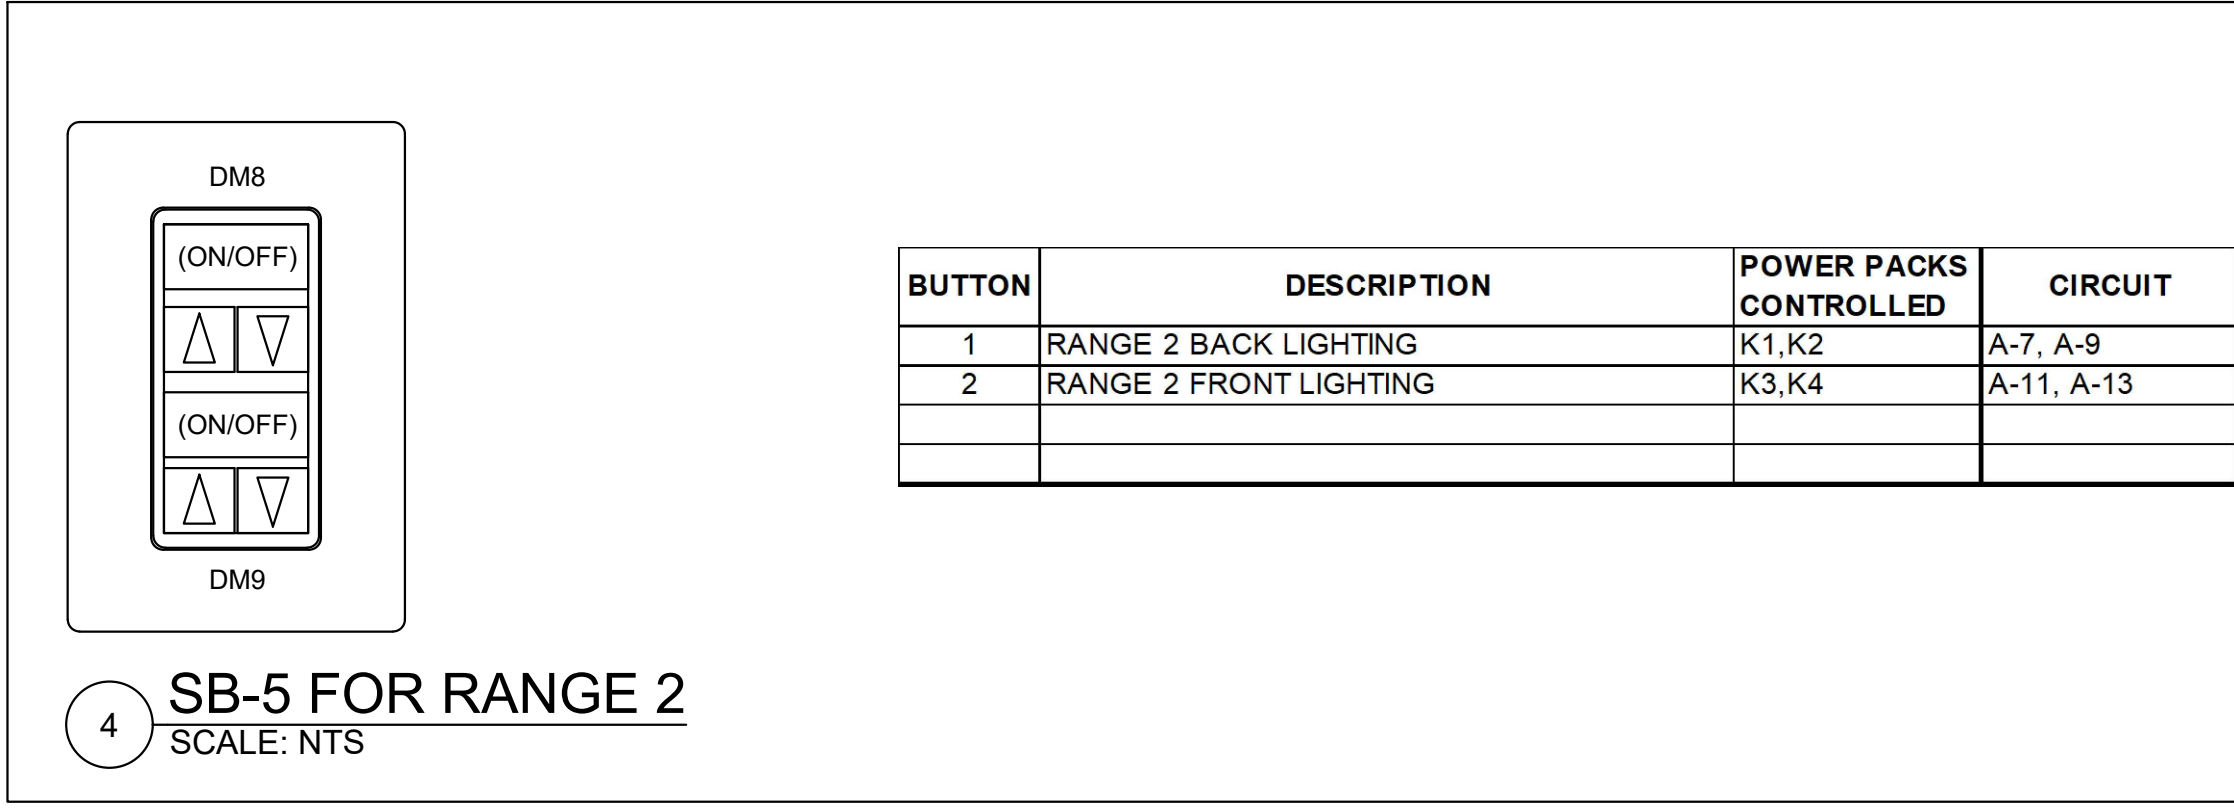 DM8
(ON/OFF)
(ON/OFF)
DM9
BUTTON DESCRIPTION POWER PACKS CONTROLLED CIRCUIT
1 RANGE 2 BACK LIGHTING K1,K2 A-7, A-9
2 RANGE 2 FRONT LIGHTING K3,K4 A-11, A-13
4 SB-5 FOR RANGE 2
SCALE: NTS